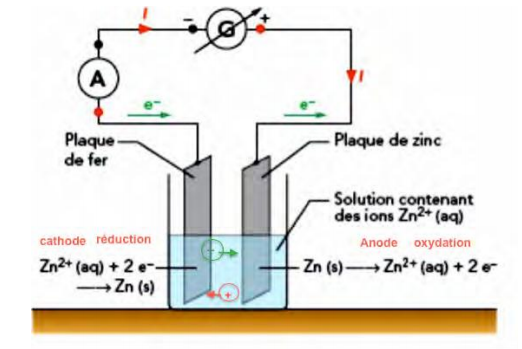 I
- G +
A
I
e-
e-
Plaque
de fer
Plaque de zinc
Solution contenant
des ions Zn²⁺ (aq)
cathode réduction
Anode oxydation
Zn²⁺ (aq) + 2 e-
⟶ Zn (s)
-
Zn (s) ⟶ Zn²⁺ (aq) + 2 e-
+